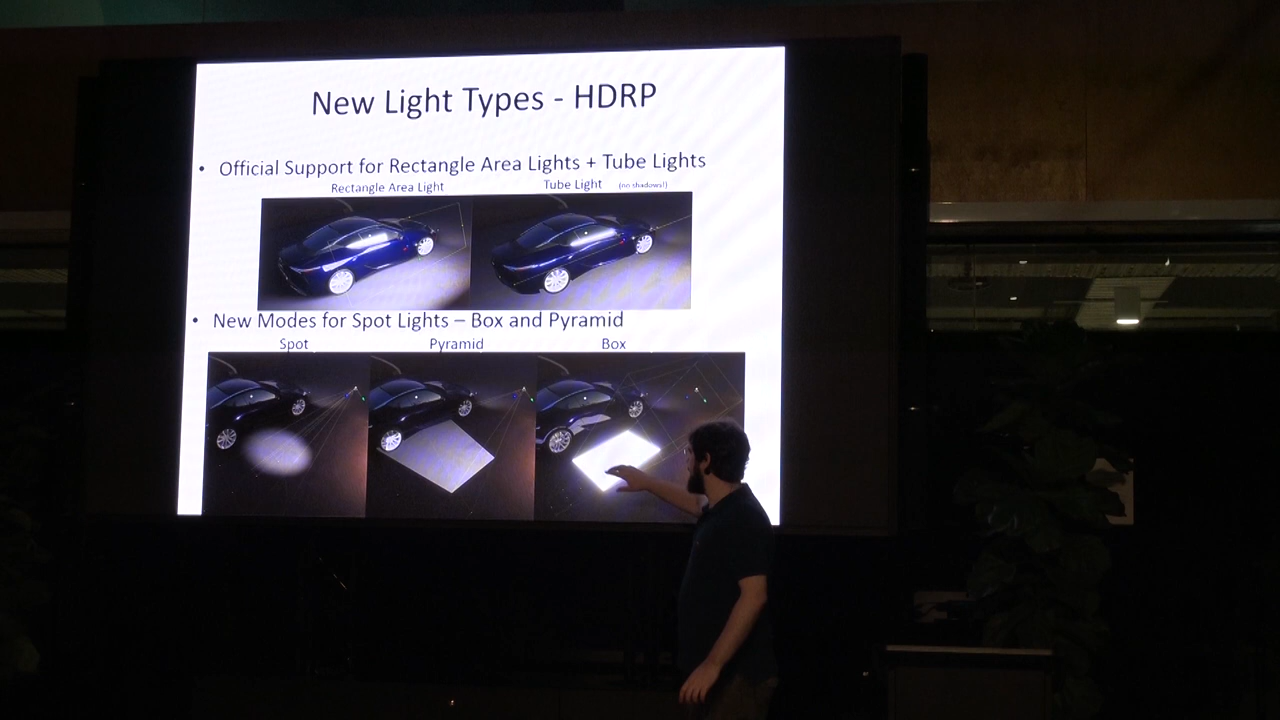 New Light Types - HDRP
• Official Support for Rectangle Area Lights + Tube Lights
Rectangle Area Light
Tube Light (no shadows!)
• New Modes for Spot Lights – Box and Pyramid
Spot
Pyramid
Box